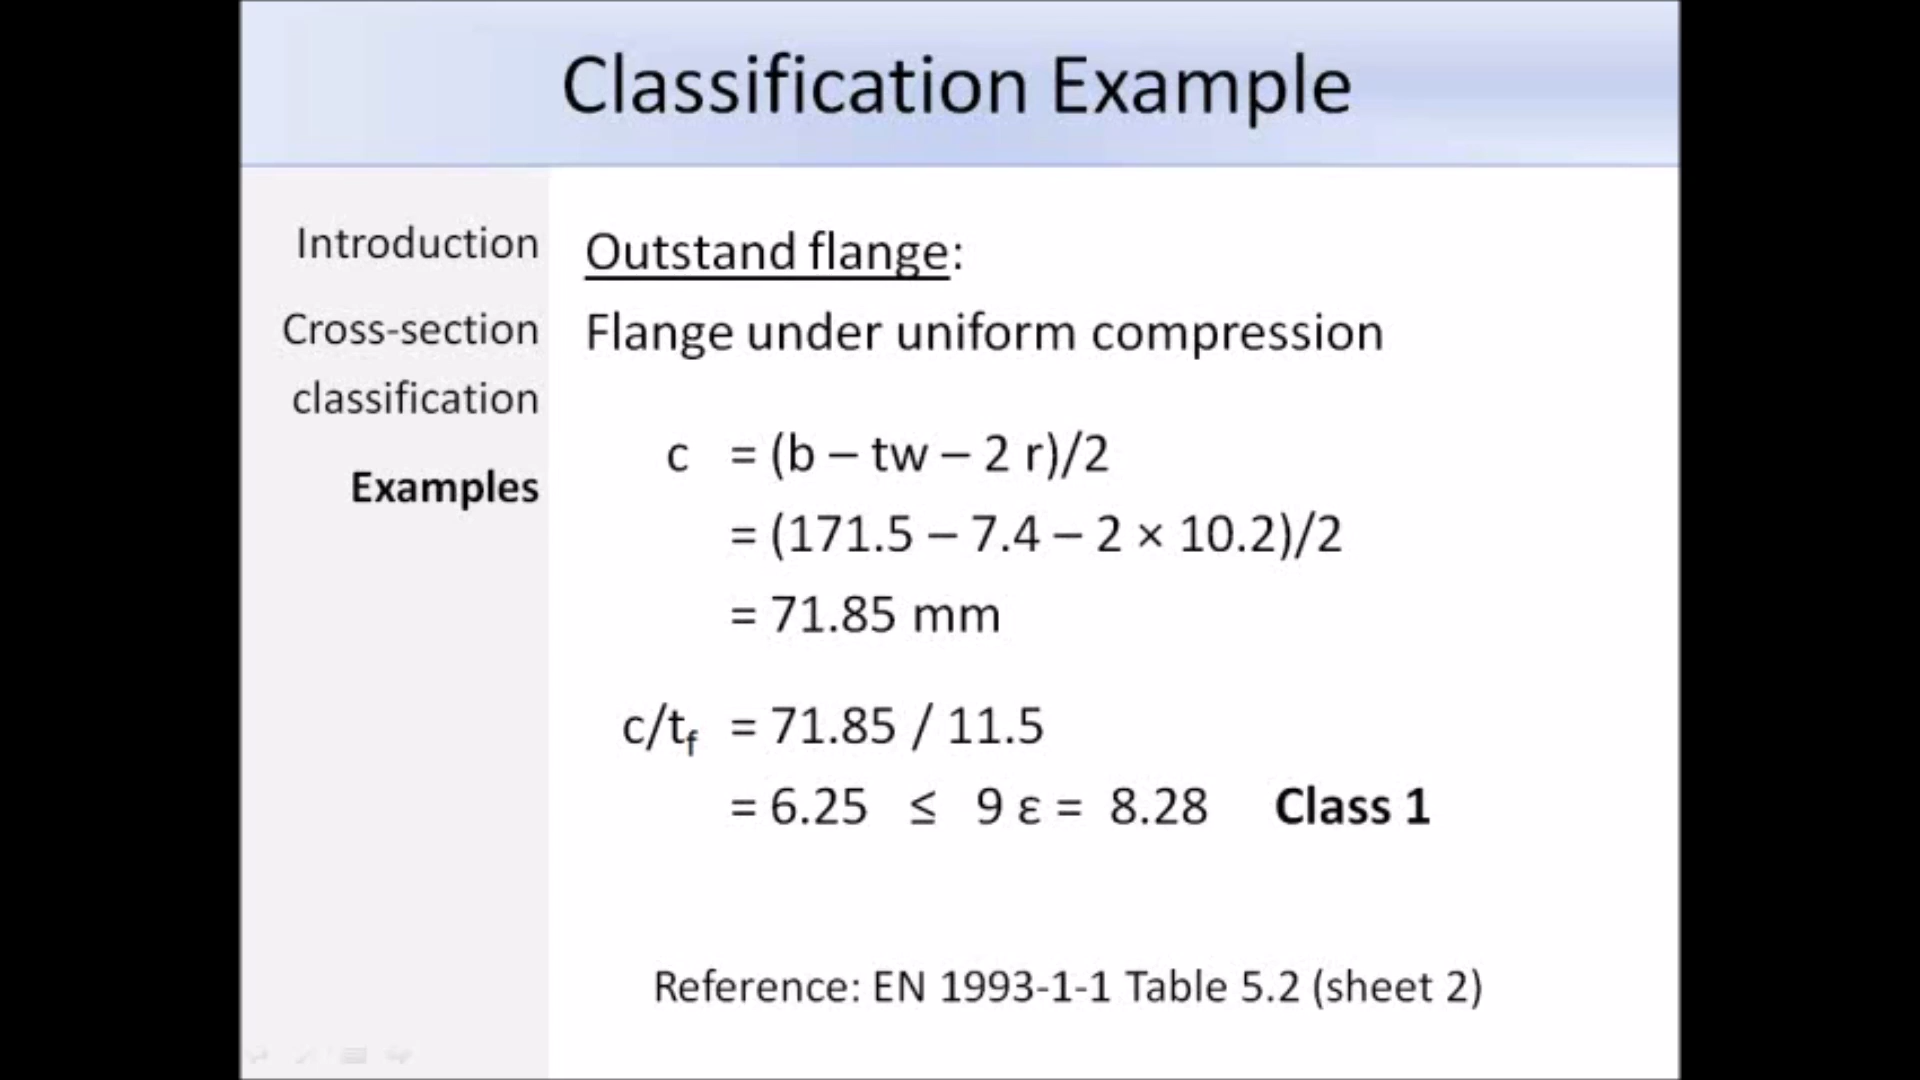 Classification Example
Introduction
Cross-section
classification
Examples
Outstand flange:
Flange under uniform compression
c = (b – tw – 2 r)/2
= (171.5 – 7.4 – 2 × 10.2)/2
= 71.85 mm
c/tf = 71.85 / 11.5
= 6.25 ≤ 9 ε = 8.28 Class 1
Reference: EN 1993-1-1 Table 5.2 (sheet 2)